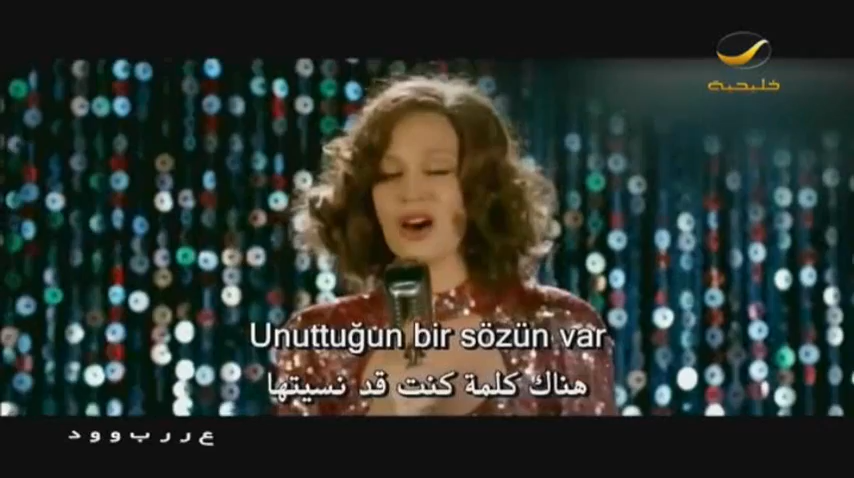 خليجية
Unuttuğun bir sözün var
هناك كلمة كنت قد نسيتها
ع ر ر ب و و د